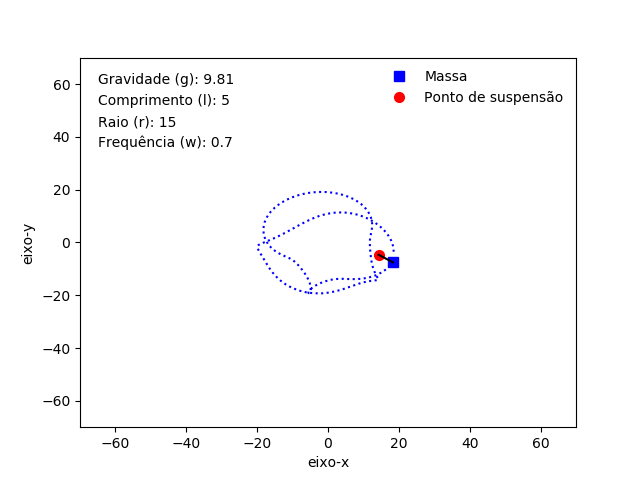 Gravidade (g): 9.81
Comprimento (l): 5
Raio (r): 15
Frequência (w): 0.7
Massa
Ponto de suspensão
60
40
20
0
−20
−40
−60
eixo-y
−60 −40 −20 0 20 40 60
eixo-x